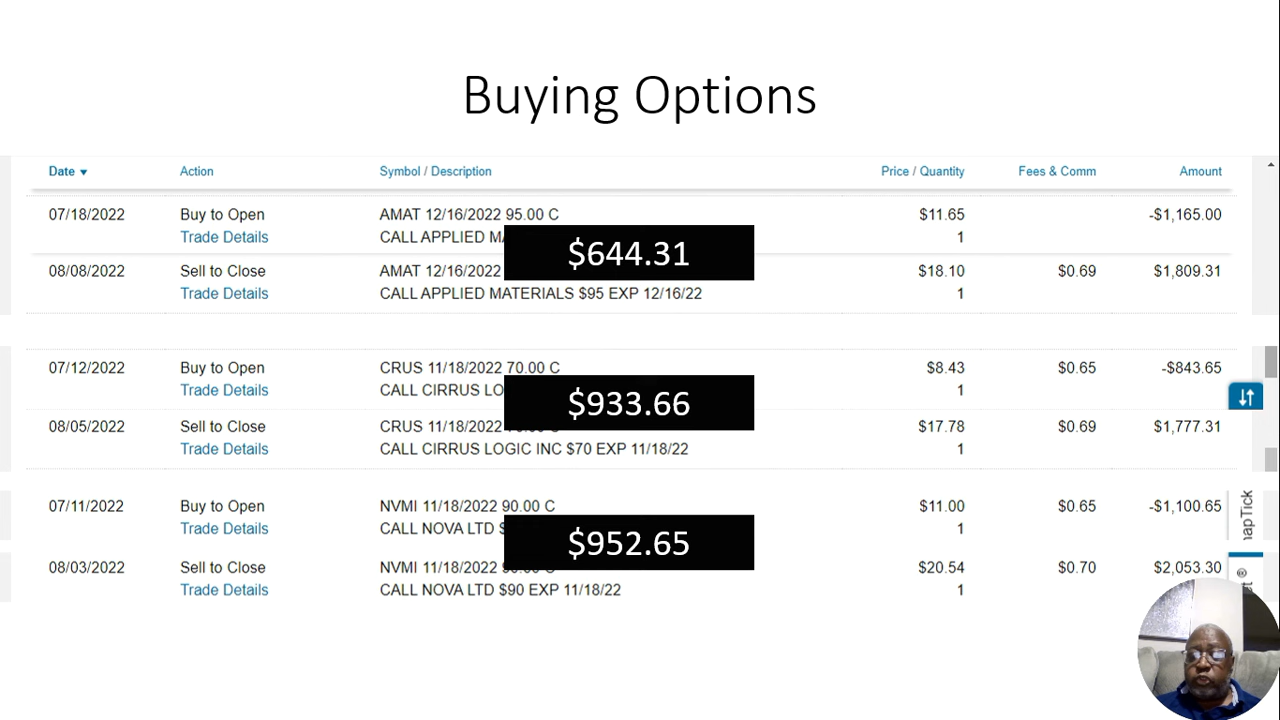 Buying Options
Date ▼ Action Symbol / Description Price / Quantity Fees & Comm Amount
07/18/2022 Buy to Open AMAT 12/16/2022 95.00 C $11.65 -$1,165.00
Trade Details CALL APPLIED 1
$644.31
08/08/2022 Sell to Close AMAT 12/16/2022 $18.10 $0.69 $1,809.31
Trade Details CALL APPLIED MATERIALS $95 EXP 12/16/22 1
07/12/2022 Buy to Open CRUS 11/18/2022 70.00 C $8.43 $0.65 -$843.65
Trade Details CALL CIRRUS 1
$933.66
08/05/2022 Sell to Close CRUS 11/18/2022 $17.78 $0.69 $1,777.31
Trade Details CALL CIRRUS LOGIC INC $70 EXP 11/18/22 1
07/11/2022 Buy to Open NVMI 11/18/2022 90.00 C $11.00 $0.65 -$1,100.65
Trade Details CALL NOVA LTD 1
$952.65
08/03/2022 Sell to Close NVMI 11/18/2022 $20.54 $0.70 $2,053.30
Trade Details CALL NOVA LTD $90 EXP 11/18/22 1